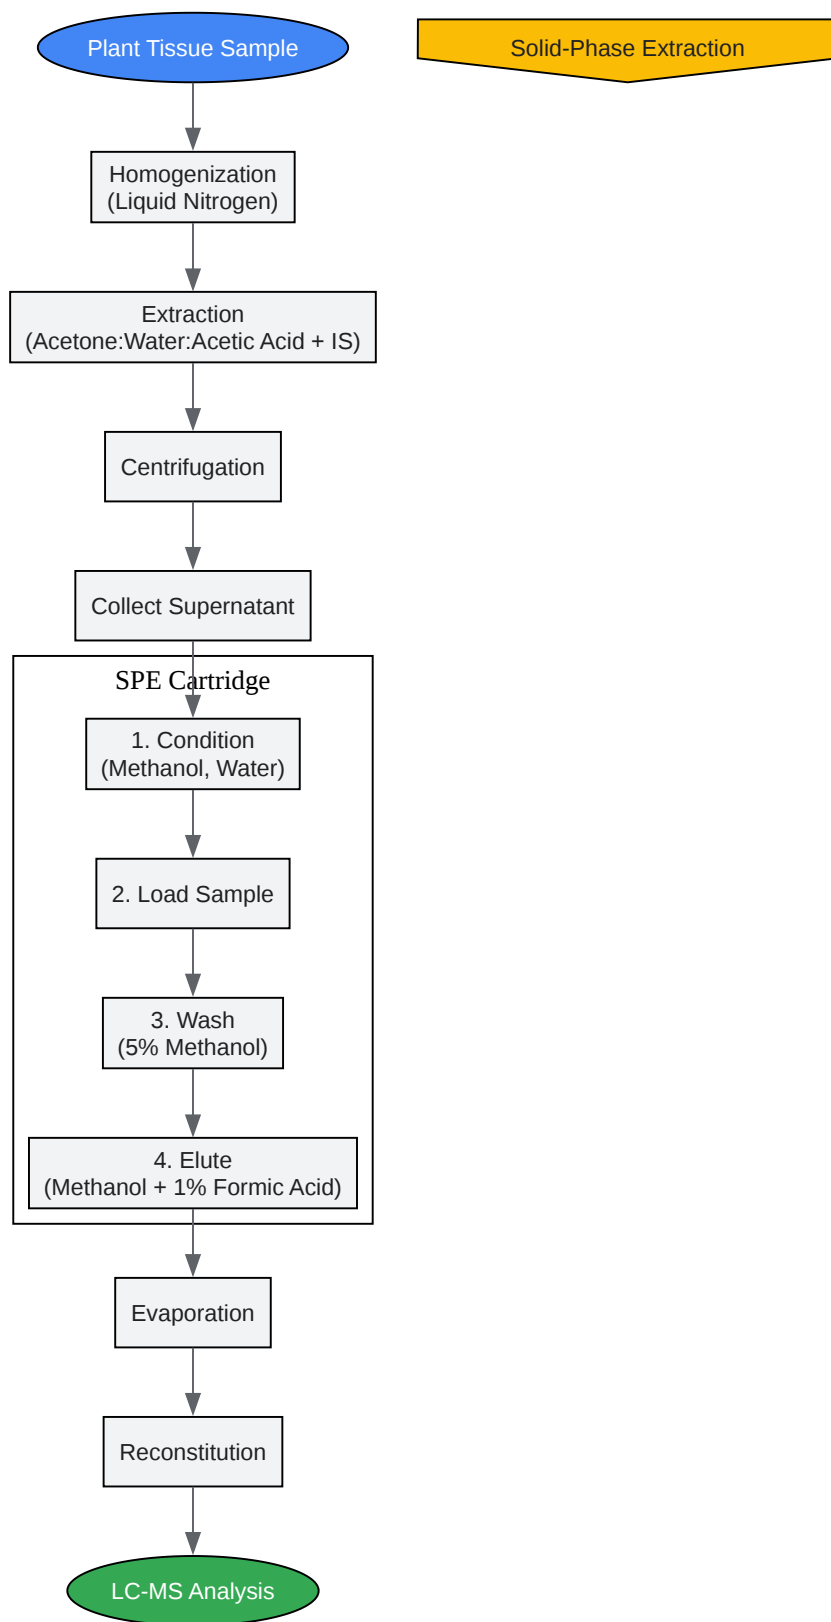 Plant Tissue Sample
Solid-Phase Extraction
Homogenization
(Liquid Nitrogen)
Extraction
(Acetone:Water:Acetic Acid + IS)
Centrifugation
Collect Supernatant
SPE Cartridge
1. Condition
(Methanol, Water)
2. Load Sample
3. Wash
(5% Methanol)
4. Elute
(Methanol + 1% Formic Acid)
Evaporation
Reconstitution
LC-MS Analysis